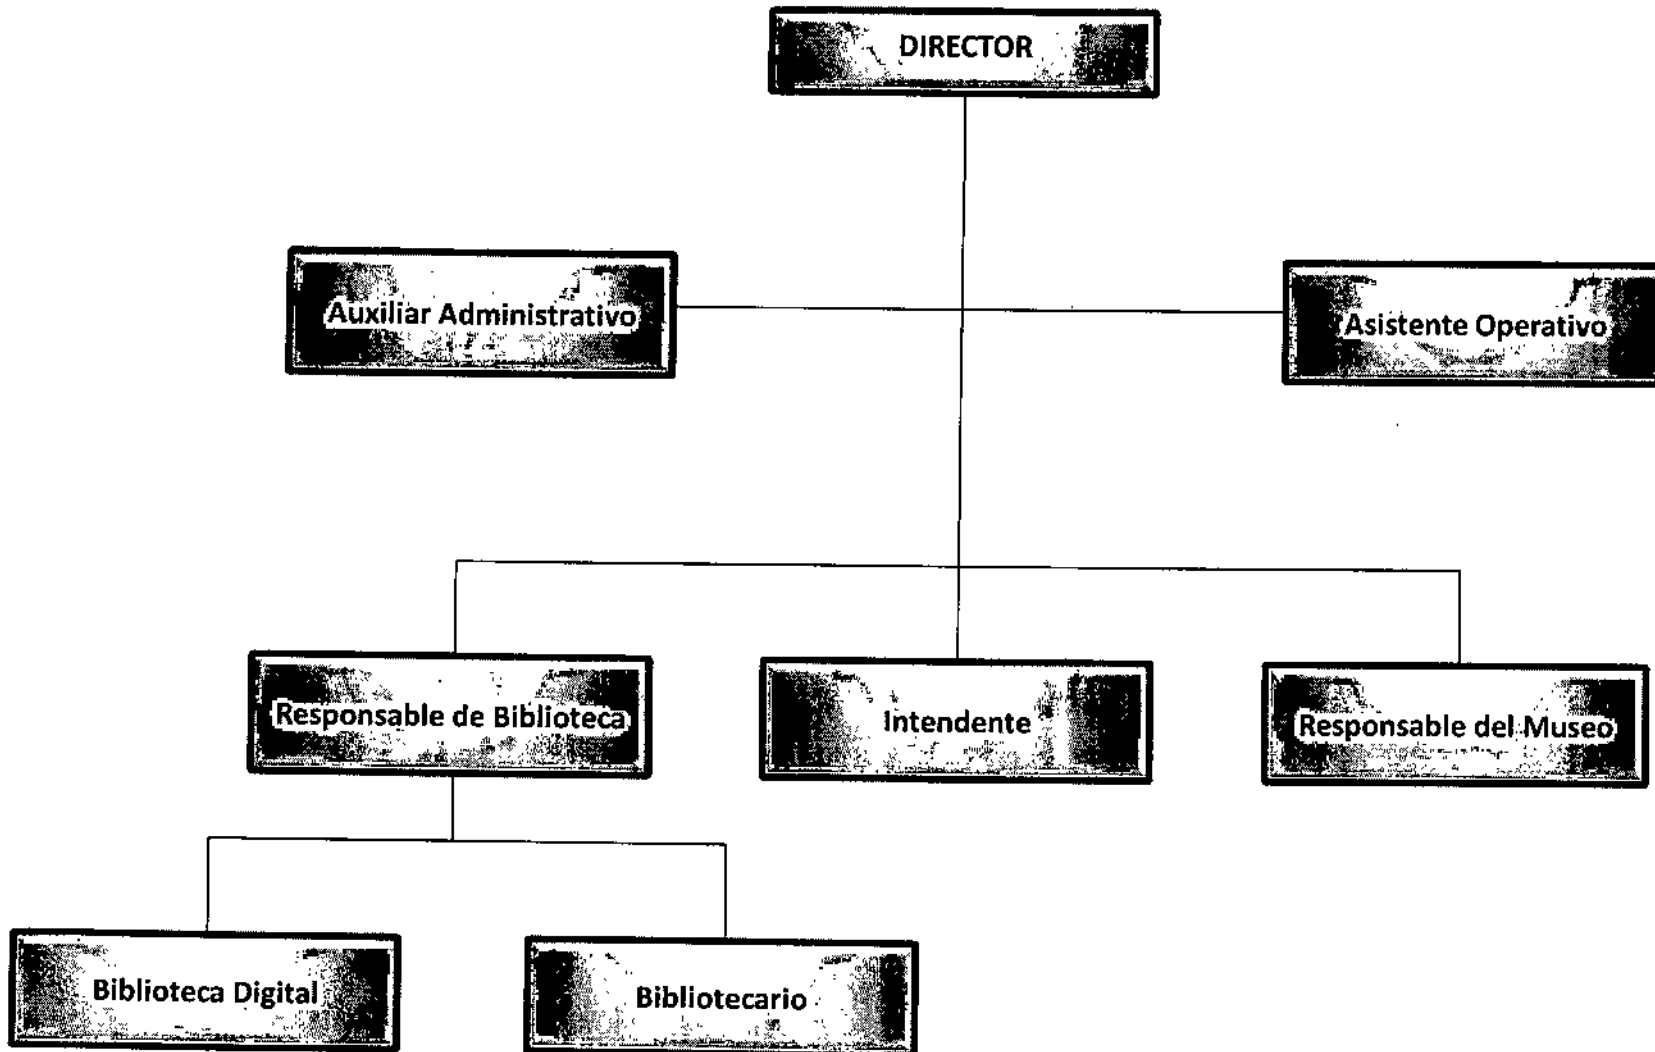 DIRECTOR
Auxiliar Administrativo
Asistente Operativo
Responsable de Biblioteca
Intendente
Responsable del Museo
Biblioteca Digital
Bibliotecario